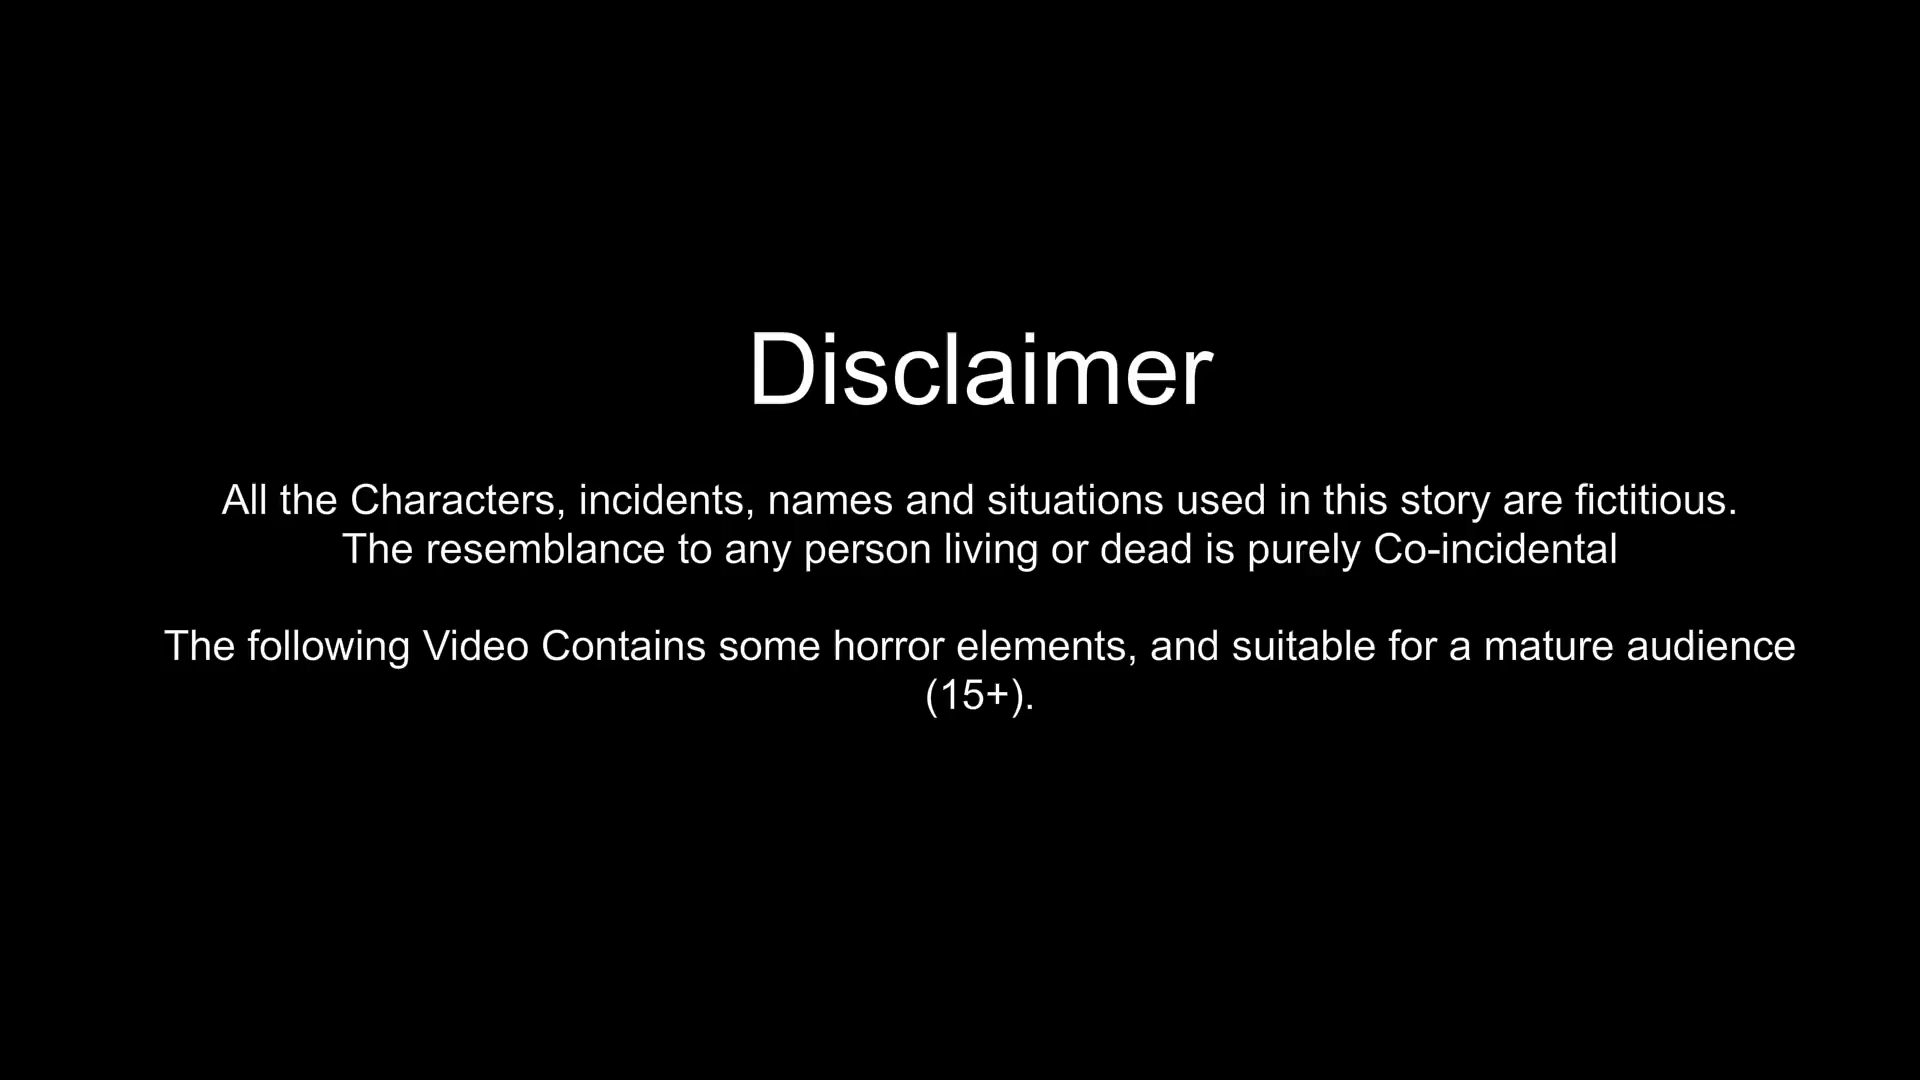 Disclaimer
All the Characters, incidents, names and situations used in this story are fictitious.
The resemblance to any person living or dead is purely Co-incidental
The following Video Contains some horror elements, and suitable for a mature audience
(15+).